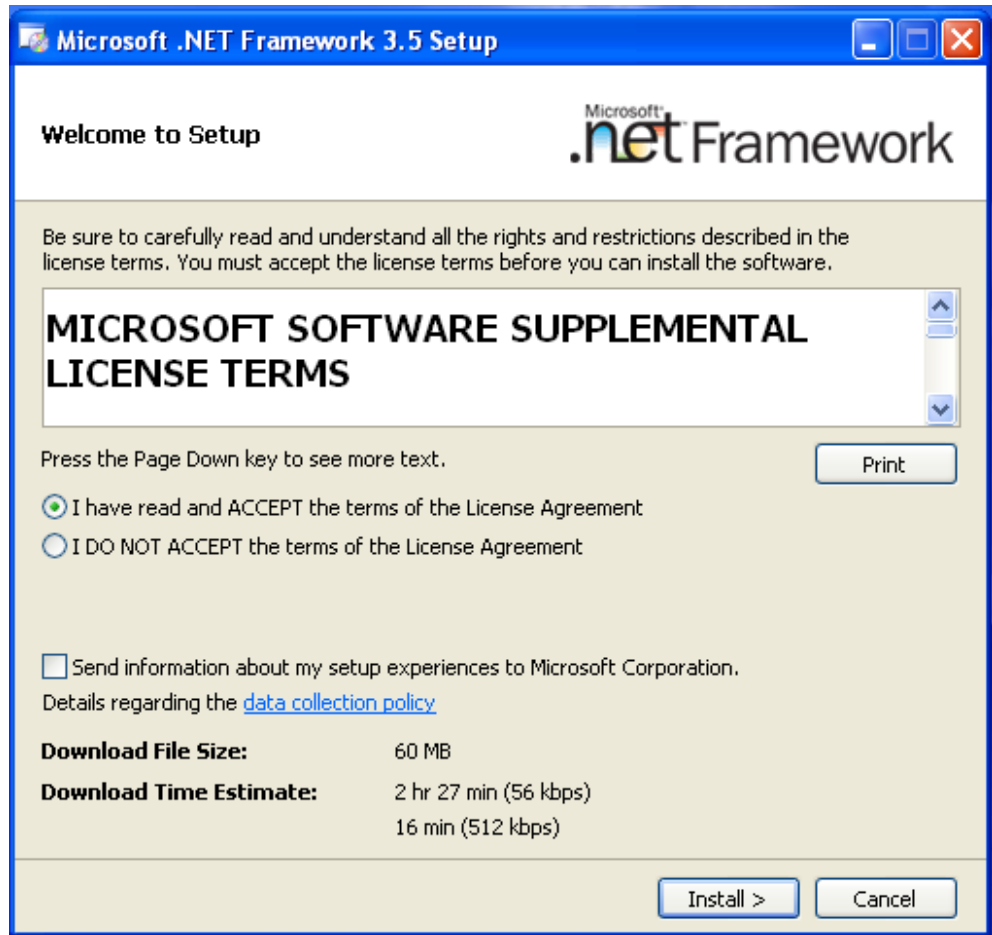 Microsoft .NET Framework 3.5 Setup
Welcome to Setup
Microsoft
.net Framework
Be sure to carefully read and understand all the rights and restrictions described in the
license terms. You must accept the license terms before you can install the software.
MICROSOFT SOFTWARE SUPPLEMENTAL
LICENSE TERMS
Press the Page Down key to see more text.
Print
I have read and ACCEPT the terms of the License Agreement
I DO NOT ACCEPT the terms of the License Agreement
Send information about my setup experiences to Microsoft Corporation.
Details regarding the data collection policy
Download File Size: 60 MB
Download Time Estimate: 2 hr 27 min (56 kbps)
16 min (512 kbps)
Install > Cancel